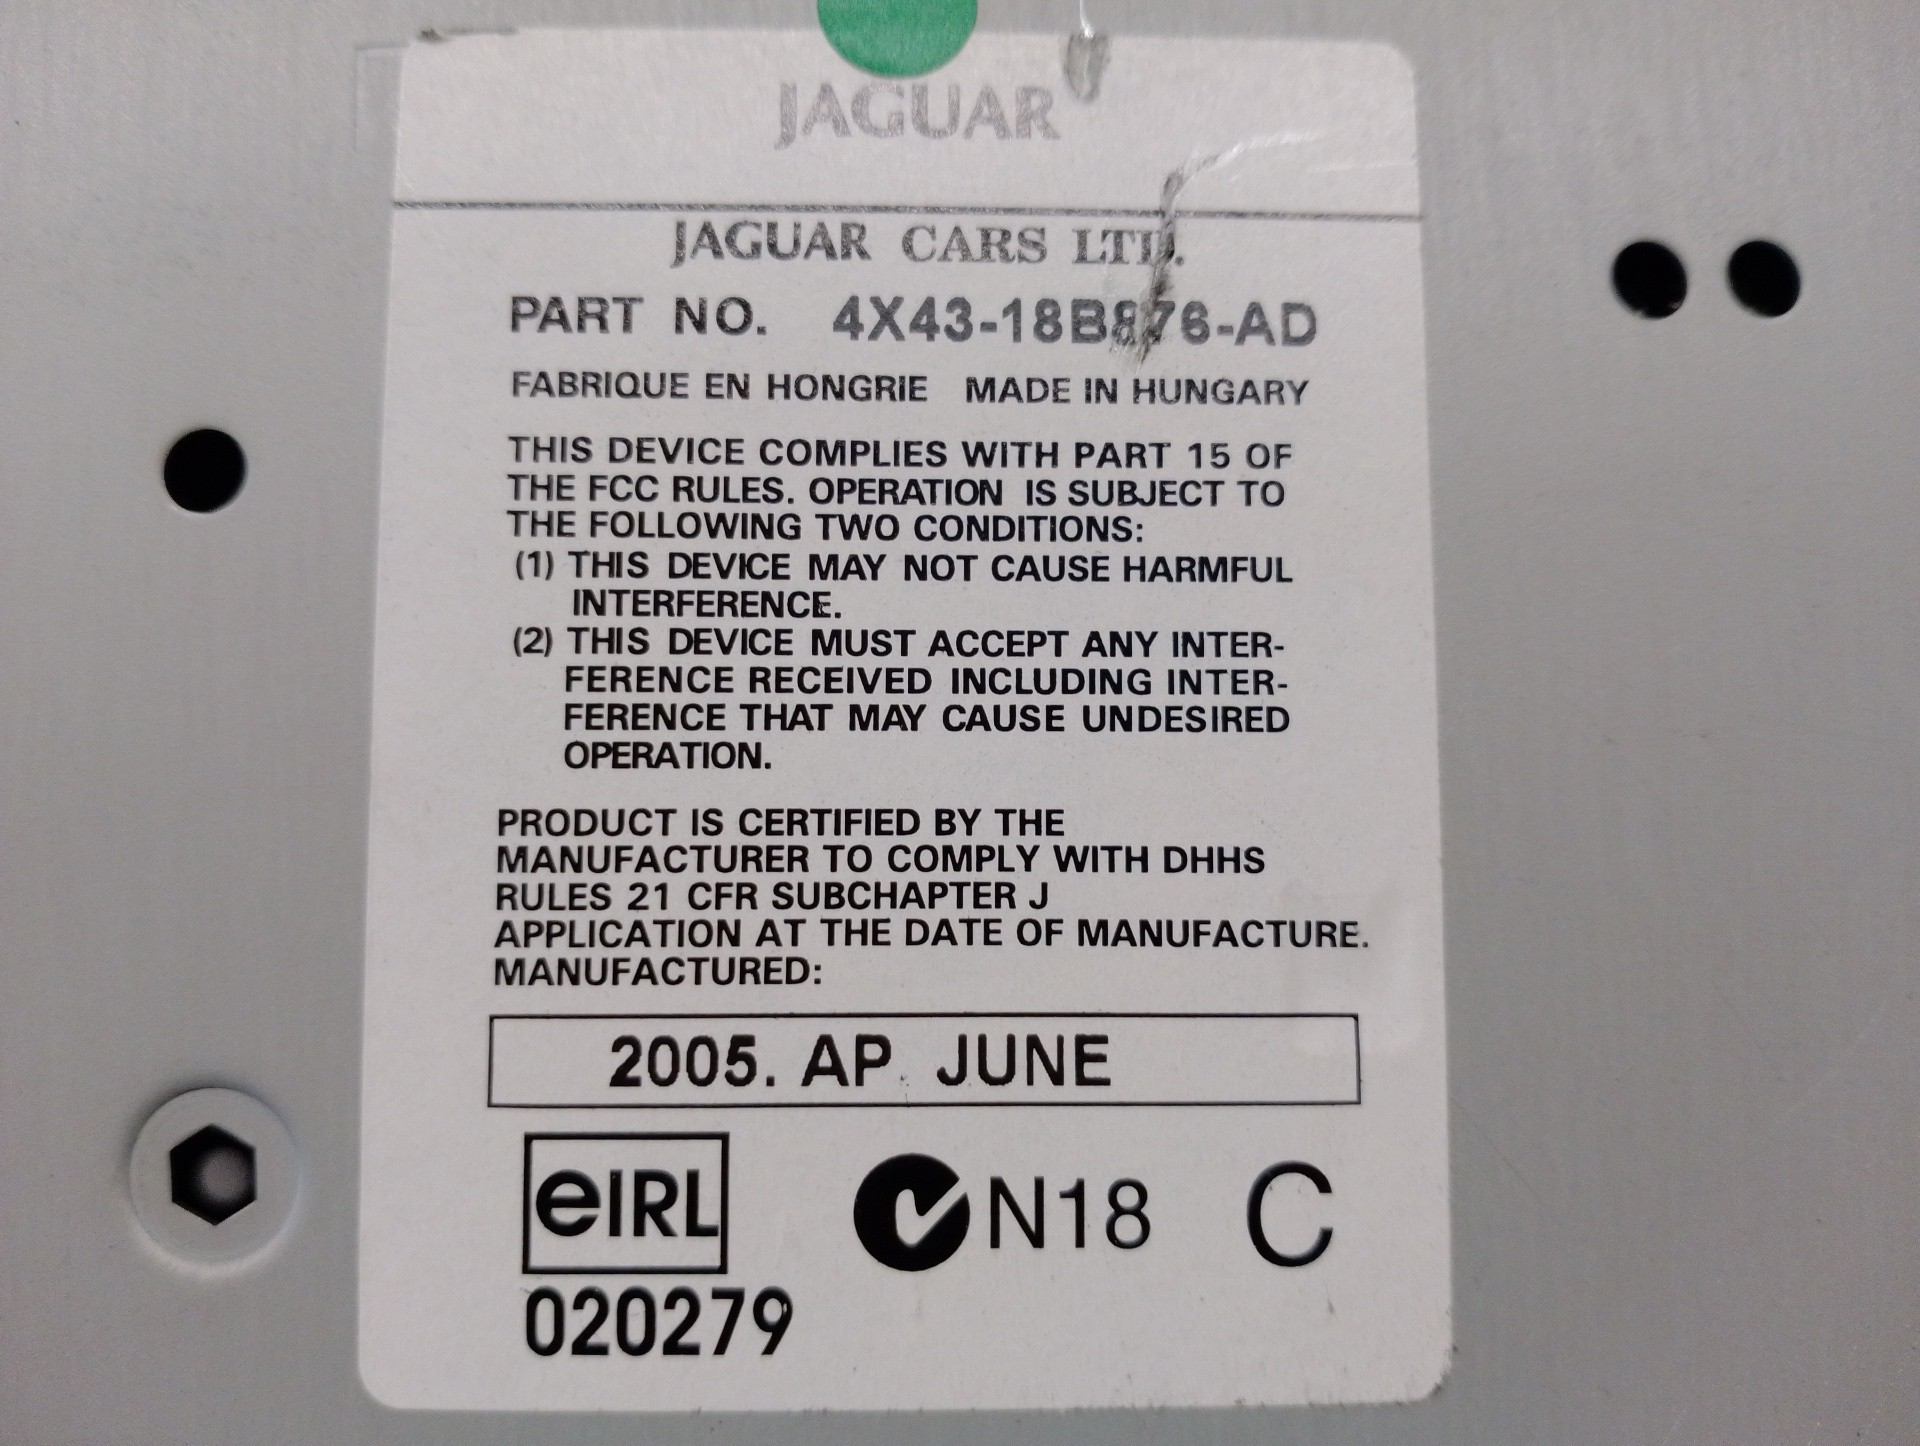 JAGUAR
JAGUAR CARS LTD.
PART NO. 4X43-18B876-AD
FABRIQUE EN HONGRIE MADE IN HUNGARY
THIS DEVICE COMPLIES WITH PART 15 OF
THE FCC RULES. OPERATION IS SUBJECT TO
THE FOLLOWING TWO CONDITIONS:
(1) THIS DEVICE MAY NOT CAUSE HARMFUL
INTERFERENCE.
(2) THIS DEVICE MUST ACCEPT ANY INTER-
FERENCE RECEIVED INCLUDING INTER-
FERENCE THAT MAY CAUSE UNDESIRED
OPERATION.
PRODUCT IS CERTIFIED BY THE
MANUFACTURER TO COMPLY WITH DHHS
RULES 21 CFR SUBCHAPTER J
APPLICATION AT THE DATE OF MANUFACTURE.
MANUFACTURED:
2005. AP. JUNE
eIRL N18 C
020279